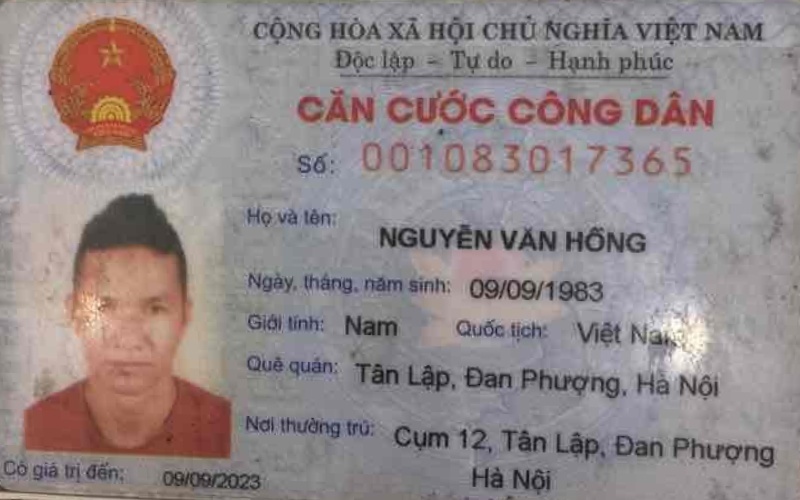 CỘNG HÒA XÃ HỘI CHỦ NGHĨA VIỆT NAM
Độc lập – Tự do – Hạnh phúc
CĂN CƯỚC CÔNG DÂN
Số: 001083017365
Họ và tên:
NGUYỄN VĂN HỒNG
Ngày, tháng, năm sinh: 09/09/1983
Giới tính: Nam Quốc tịch: Việt Nam
Quê quán: Tân Lập, Đan Phượng, Hà Nội
Nơi thường trú: Cụm 12, Tân Lập, Đan Phượng
Hà Nội
Có giá trị đến: 09/09/2023